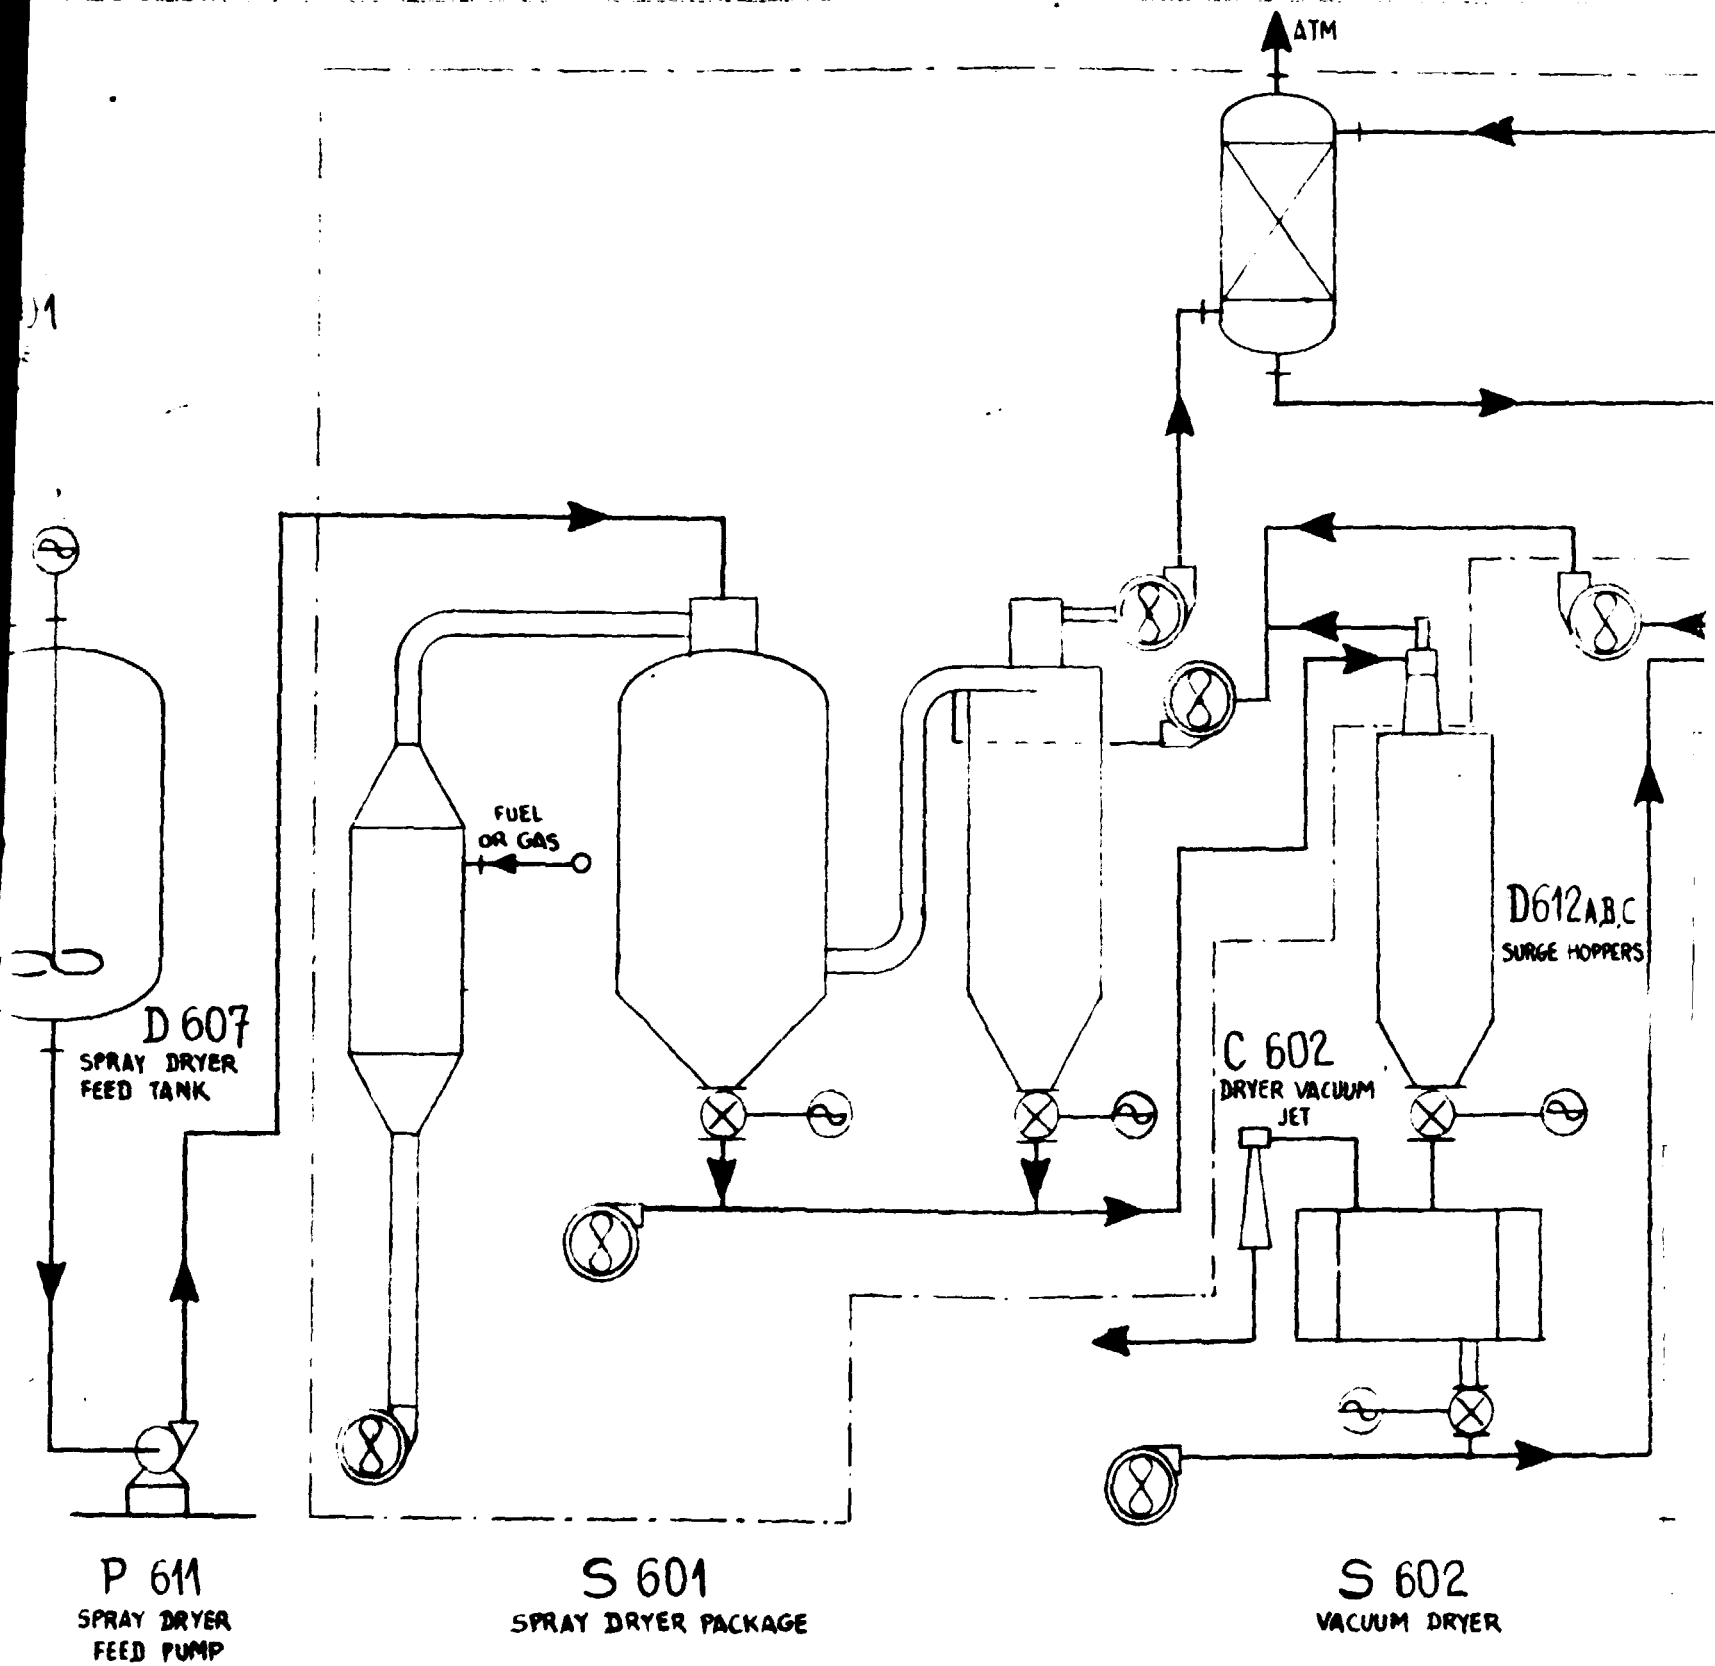 ATM
FUEL
OR GAS
D612A,B,C
SURGE HOPPERS
D 607
SPRAY DRYER
FEED TANK
C 602
DRYER VACUUM
JET
P 611
SPRAY DRYER
FEED PUMP
S 601
SPRAY DRYER PACKAGE
S 602
VACUUM DRYER